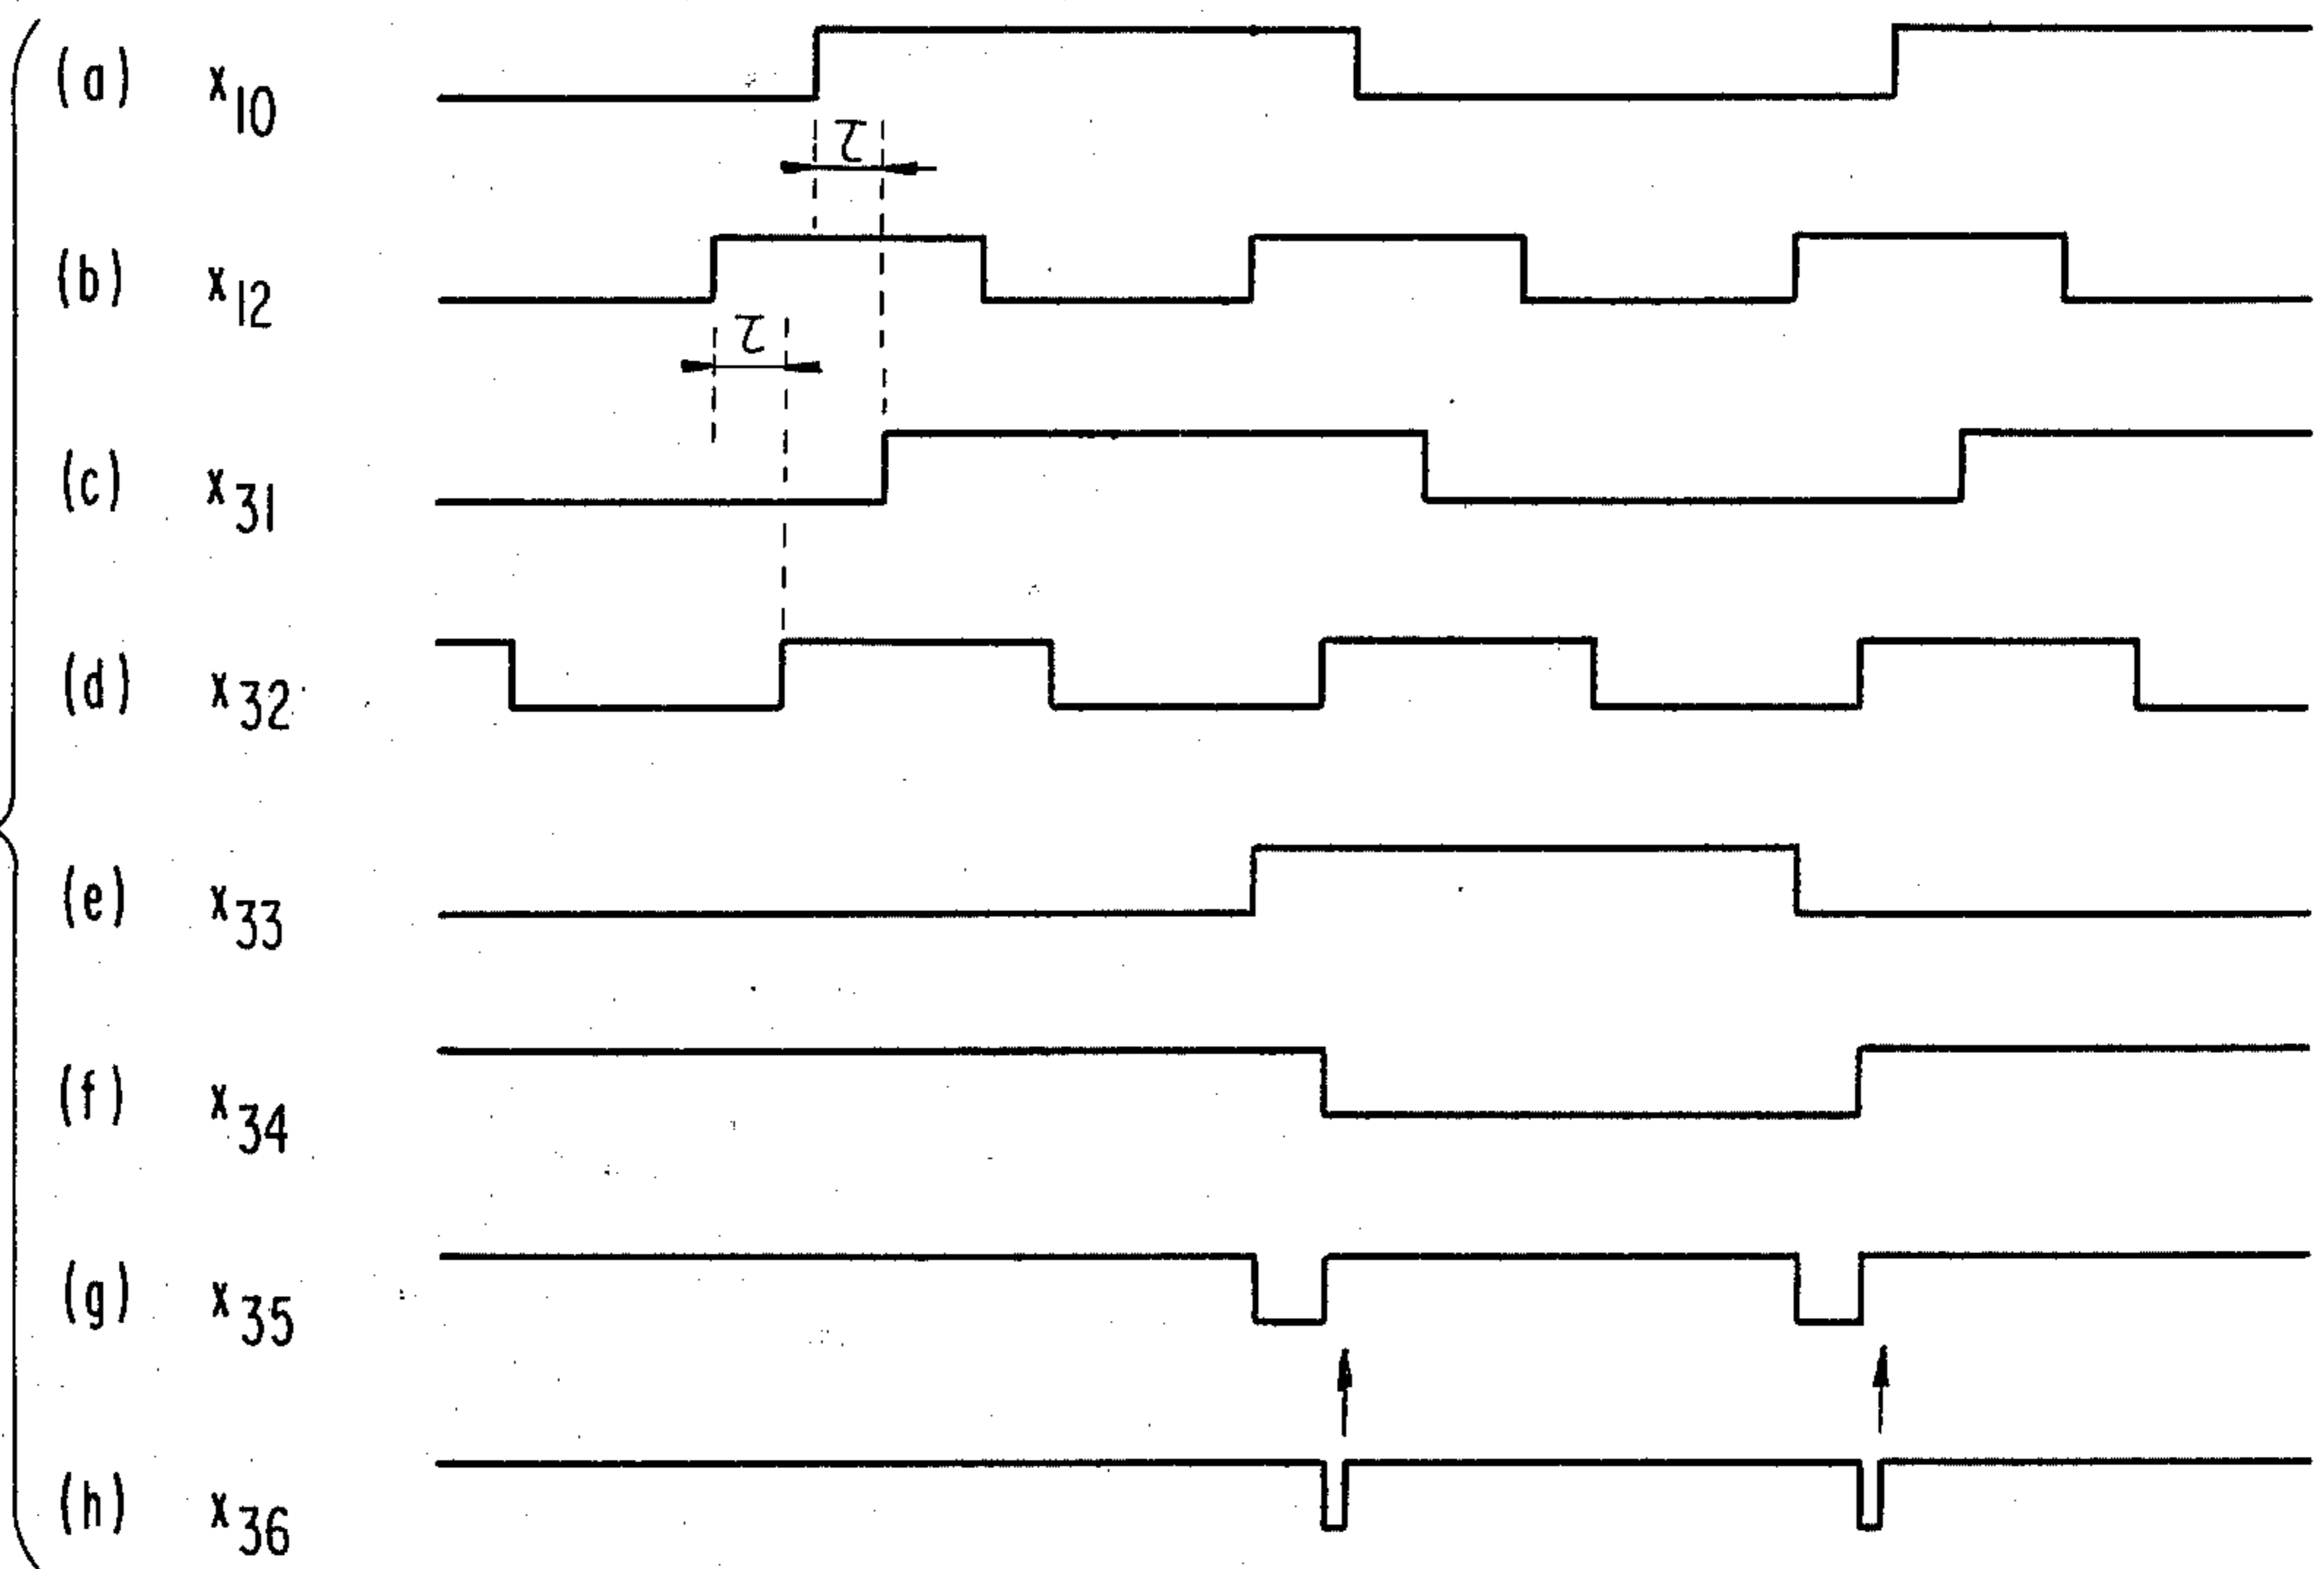 (a) x10
τ
(b) x12
τ
(c) x31
(d) x32
(e) x33
(f) x34
(g) x35
(h) x36